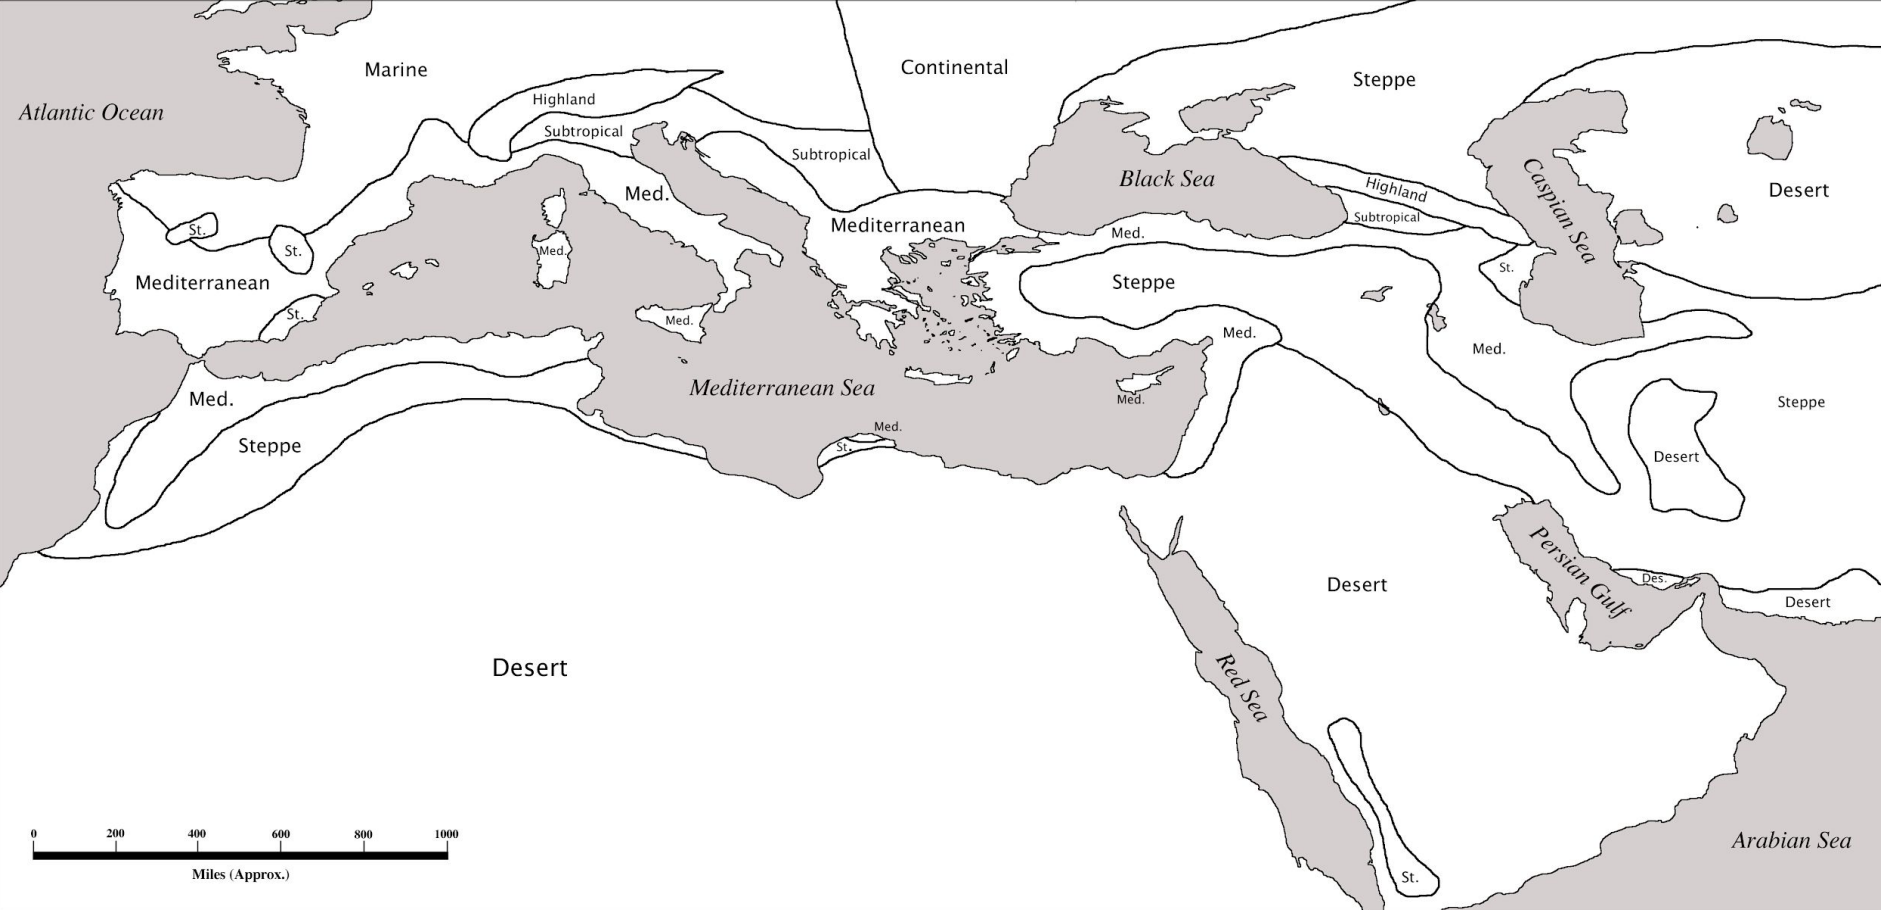 Marine
Continental
Steppe
Highland
Atlantic Ocean
Subtropical
Subtropical
Black Sea
Highland
Desert
Med.
Caspian Sea
Subtropical
St.
Mediterranean
Med.
St.
Med.
Mediterranean
Steppe
St.
St.
Med.
Med.
Med.
Mediterranean Sea
Med.
Med.
Steppe
Med.
Steppe
St.
Desert
Persian Gulf
Des.
Desert
Desert
Desert
Red Sea
0 200 400 600 800 1000
Miles (Approx.)
Arabian Sea
St.